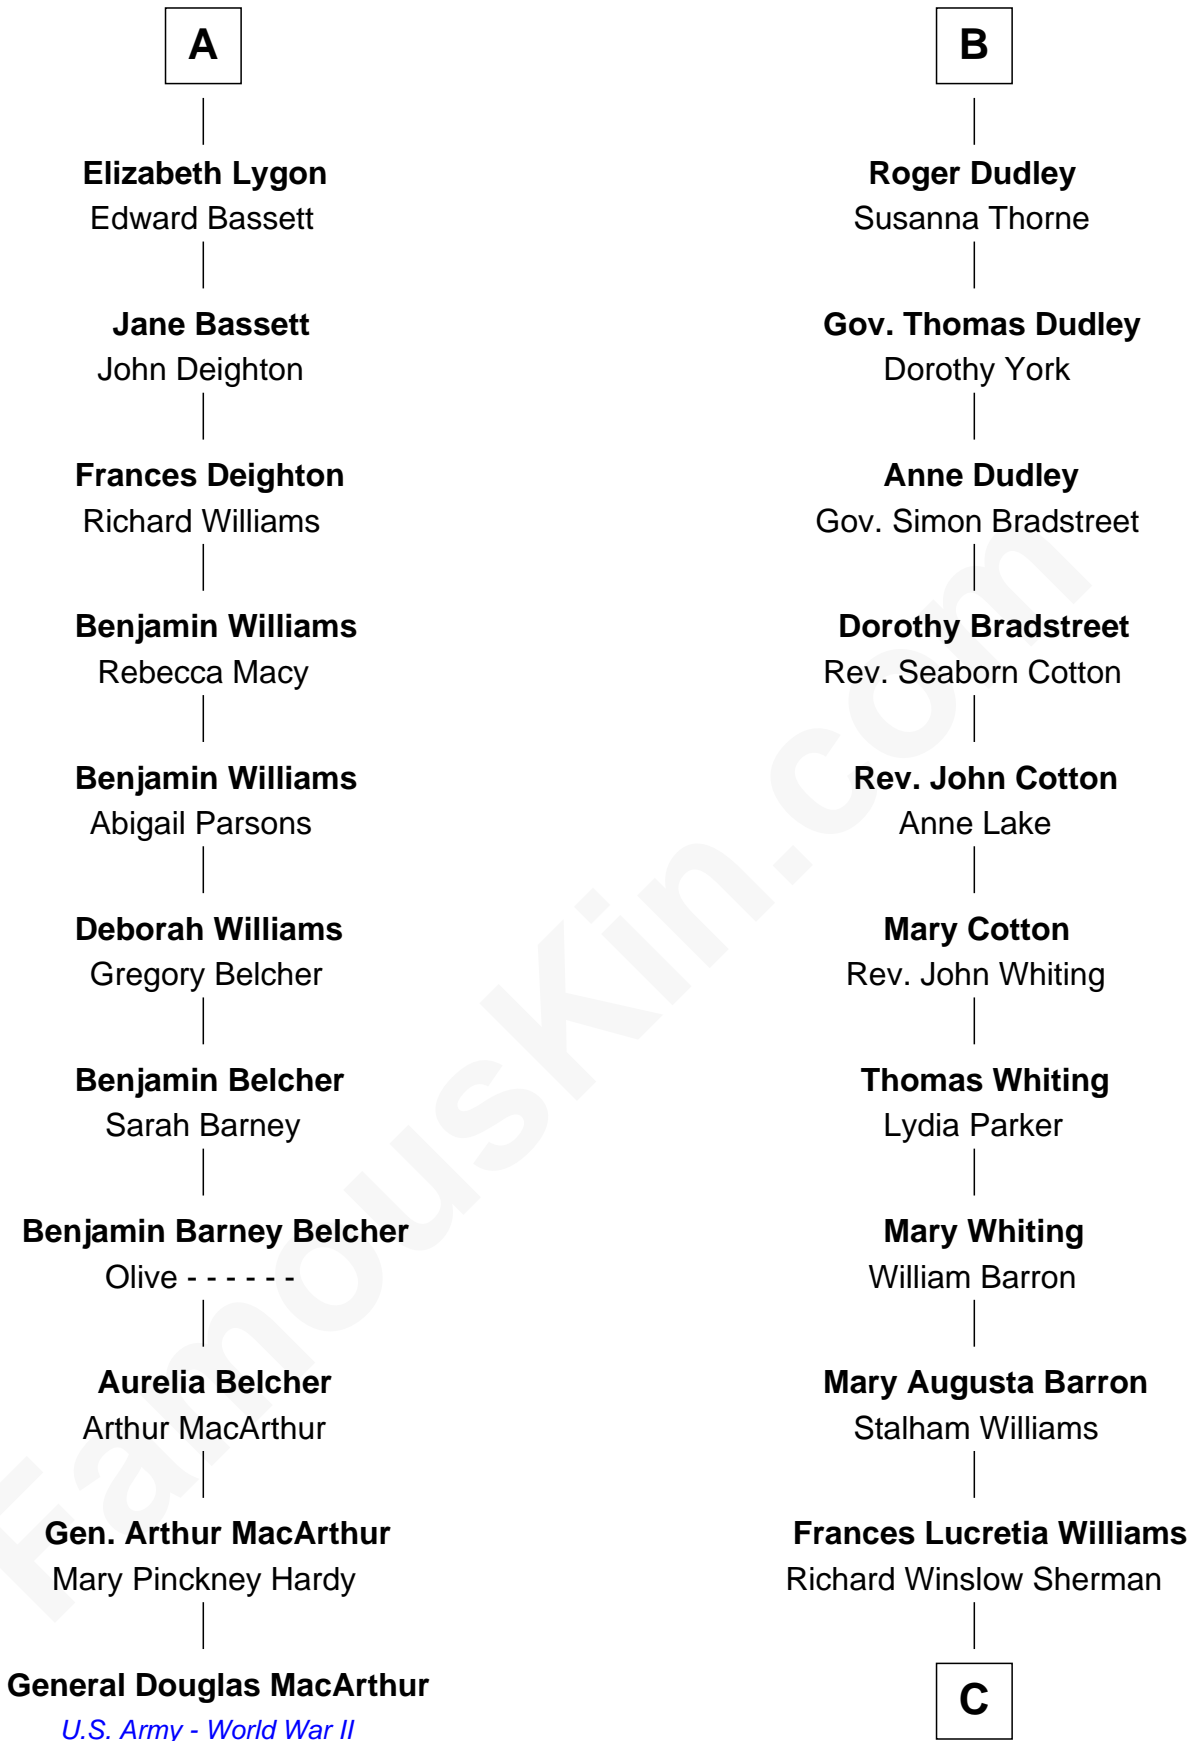 A
Elizabeth Lygon
Edward Bassett
Jane Bassett
John Deighton
Frances Deighton
Richard Williams
Benjamin Williams
Rebecca Macy
Benjamin Williams
Abigail Parsons
Deborah Williams
Gregory Belcher
Benjamin Belcher
Sarah Barney
Benjamin Barney Belcher
Olive - - - - - -
Aurelia Belcher
Arthur MacArthur
Gen. Arthur MacArthur
Mary Pinckney Hardy
General Douglas MacArthur
U.S. Army - World War II
B
Roger Dudley
Susanna Thorne
Gov. Thomas Dudley
Dorothy York
Anne Dudley
Gov. Simon Bradstreet
Dorothy Bradstreet
Rev. Seaborn Cotton
Rev. John Cotton
Anne Lake
Mary Cotton
Rev. John Whiting
Thomas Whiting
Lydia Parker
Mary Whiting
William Barron
Mary Augusta Barron
Stalham Williams
Frances Lucretia Williams
Richard Winslow Sherman
C
FamousKin.com